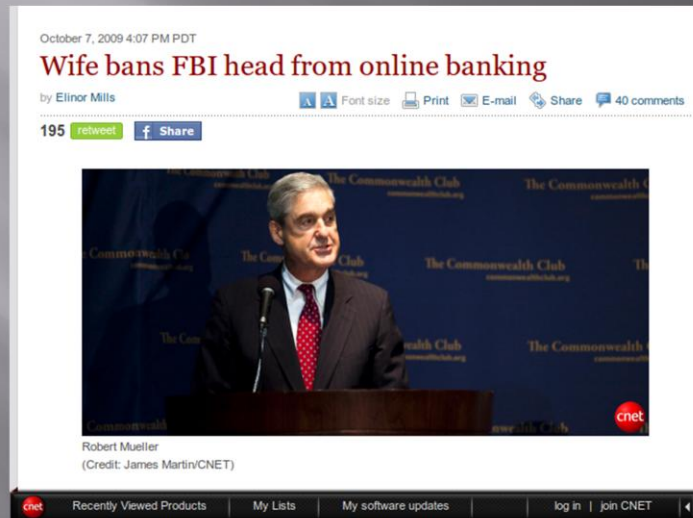 October 7, 2009 4:07 PM PDT
Wife bans FBI head from online banking
by Elinor Mills
A A Font size Print E-mail Share 40 comments
195 retweet f Share
The Commonwealth Club
The Commonwealth
The Commonwealth Club
The Commonwealth
The Commonwealth
Commonwealth
Club
cnet
Robert Mueller
(Credit: James Martin/CNET)
cnet Recently Viewed Products My Lists My software updates log in | join CNET